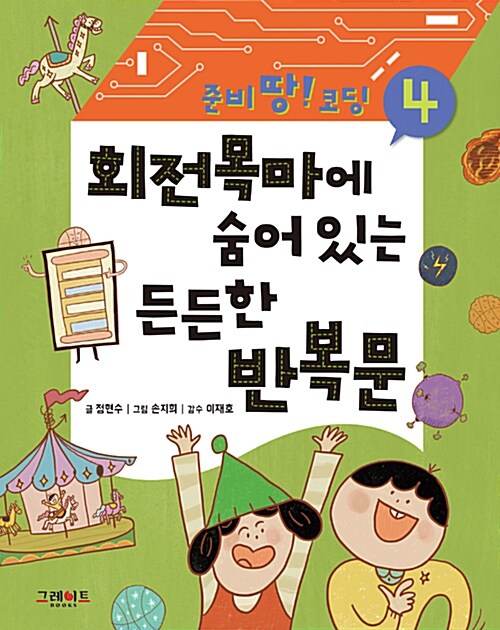 준비 땅! 코딩 4
회전목마에
숨어 있는
든든한
반복문
글 정현수 | 그림 손지희 | 감수 이재호
그레이트
BOOKS